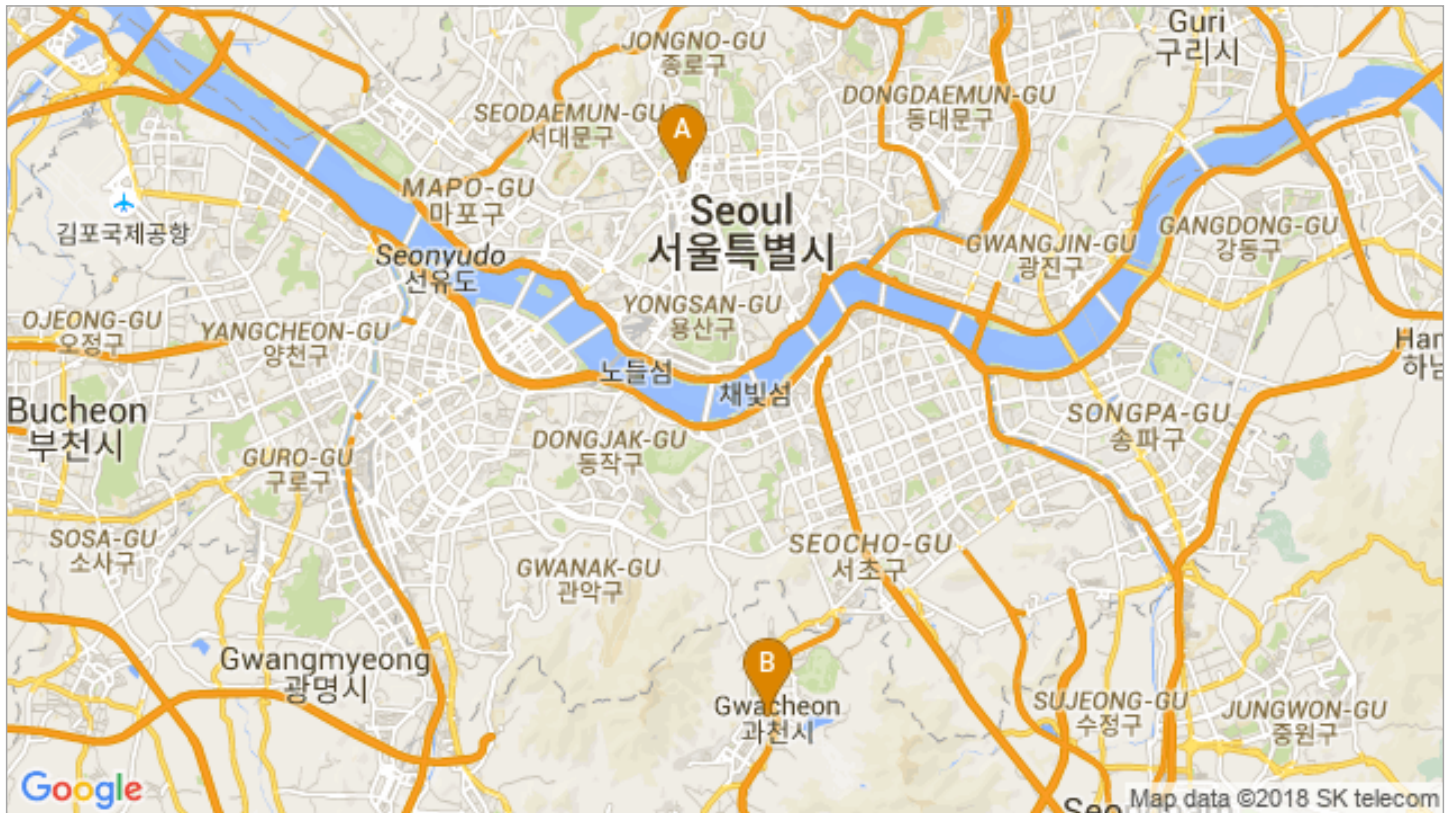 JONGNO-GU
종로구
Guri
구리시
SEODAEMUN-GU
서대문구
A
DONGDAEMUN-GU
동대문구
MAPO-GU
마포구
Seoul
서울특별시
김포국제공항
Seonyudo
선유도
GWANGJIN-GU
광진구
GANGDONG-GU
강동구
OJEONG-GU
오정구
YANGCHEON-GU
양천구
YONGSAN-GU
용산구
노들섬
채빛섬
Bucheon
부천시
SONGPA-GU
송파구
DONGJAK-GU
동작구
GURO-GU
구로구
SOSA-GU
소사구
GWANAK-GU
관악구
SEOCHO-GU
서초구
Gwangmyeong
광명시
B
Gwacheon
과천시
SUJEONG-GU
수정구
JUNGWON-GU
중원구
Google
Map data ©2018 SK telecom